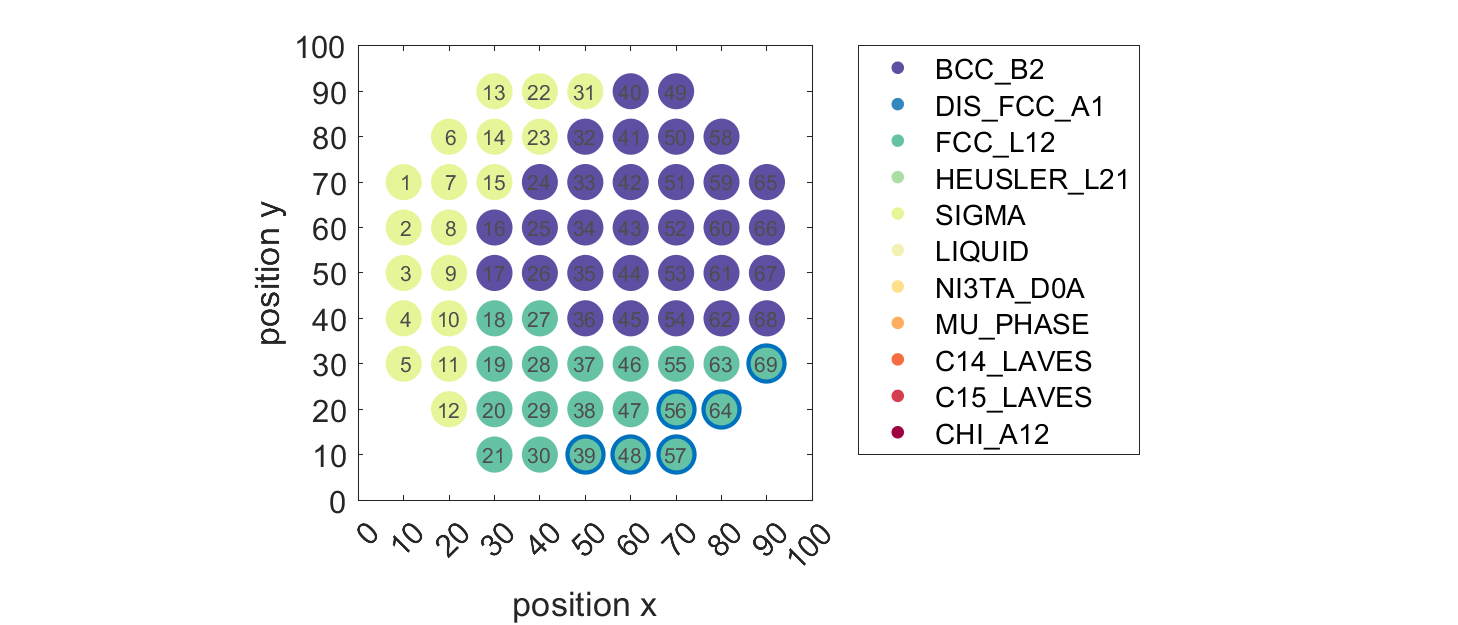 100
90 13 22 31 40 49
80 6 14 23 32 41 50 58
70 1 7 15 24 33 42 51 59 65
60 2 8 16 25 34 43 52 60 66
50 3 9 17 26 35 44 53 61 67
40 4 10 18 27 36 45 54 62 68
30 5 11 19 28 37 46 55 63 69
20 12 20 29 38 47 56 64
10 21 30 39 48 57
0
0 10 20 30 40 50 60 70 80 90 100
position x
position y
BCC_B2
DIS_FCC_A1
FCC_L12
HEUSLER_L21
SIGMA
LIQUID
NI3TA_D0A
MU_PHASE
C14_LAVES
C15_LAVES
CHI_A12